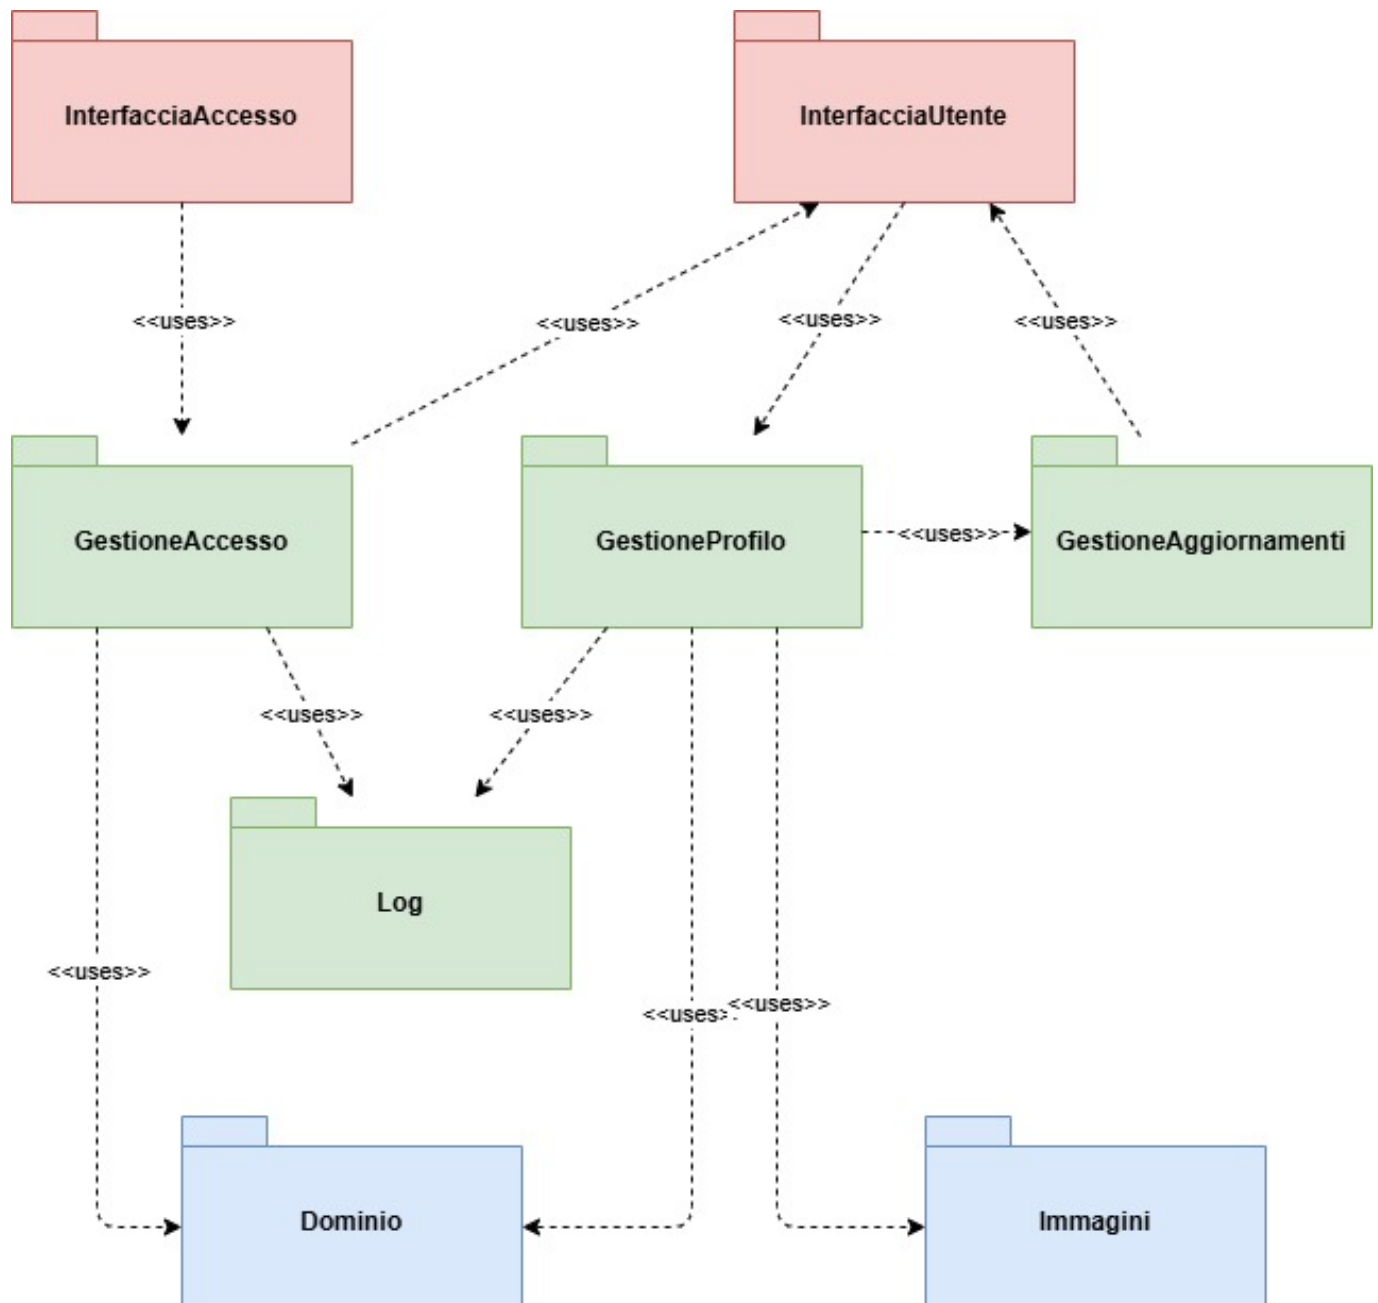 InterfacciaAccesso
InterfacciaUtente
<<uses>>
<<uses>>
<<uses>>
<<uses>>
GestioneAccesso
GestioneProfilo
<<uses>>
GestioneAggiornamenti
<<uses>>
<<uses>>
Log
<<uses>>
<<uses>>
<<uses>>
Dominio
Immagini